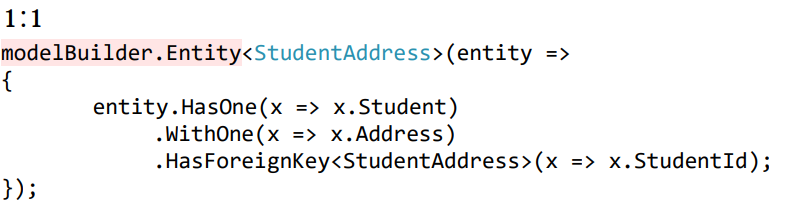 1:1
modelBuilder.Entity<StudentAddress>(entity =>
{
entity.HasOne(x => x.Student)
.WithOne(x => x.Address)
.HasForeignKey<StudentAddress>(x => x.StudentId);
});